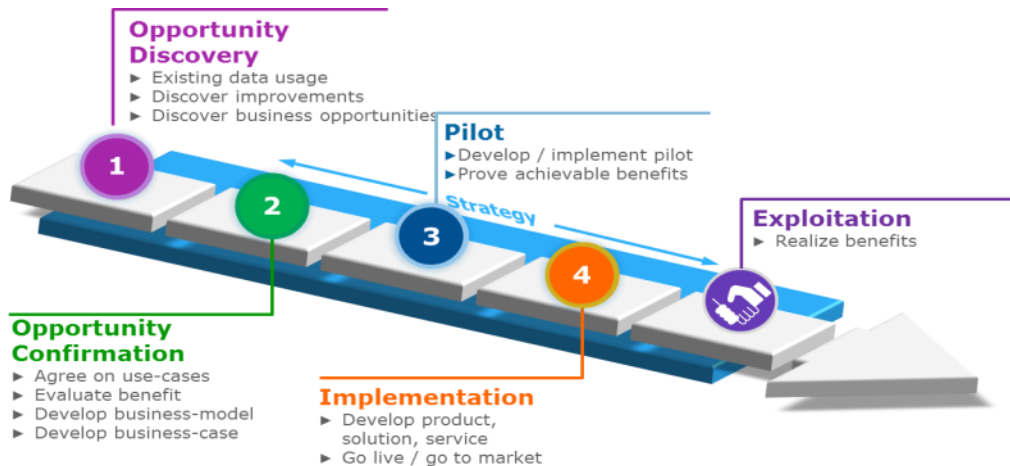 Opportunity
Discovery
► Existing data usage
► Discover improvements
► Discover business opportunities
1
Pilot
►Develop / implement pilot
►Prove achievable benefits
2
Strategy
3
Exploitation
► Realize benefits
4
Opportunity
Confirmation
► Agree on use-cases
► Evaluate benefit
► Develop business-model
► Develop business-case
Implementation
► Develop product,
solution, service
► Go live / go to market